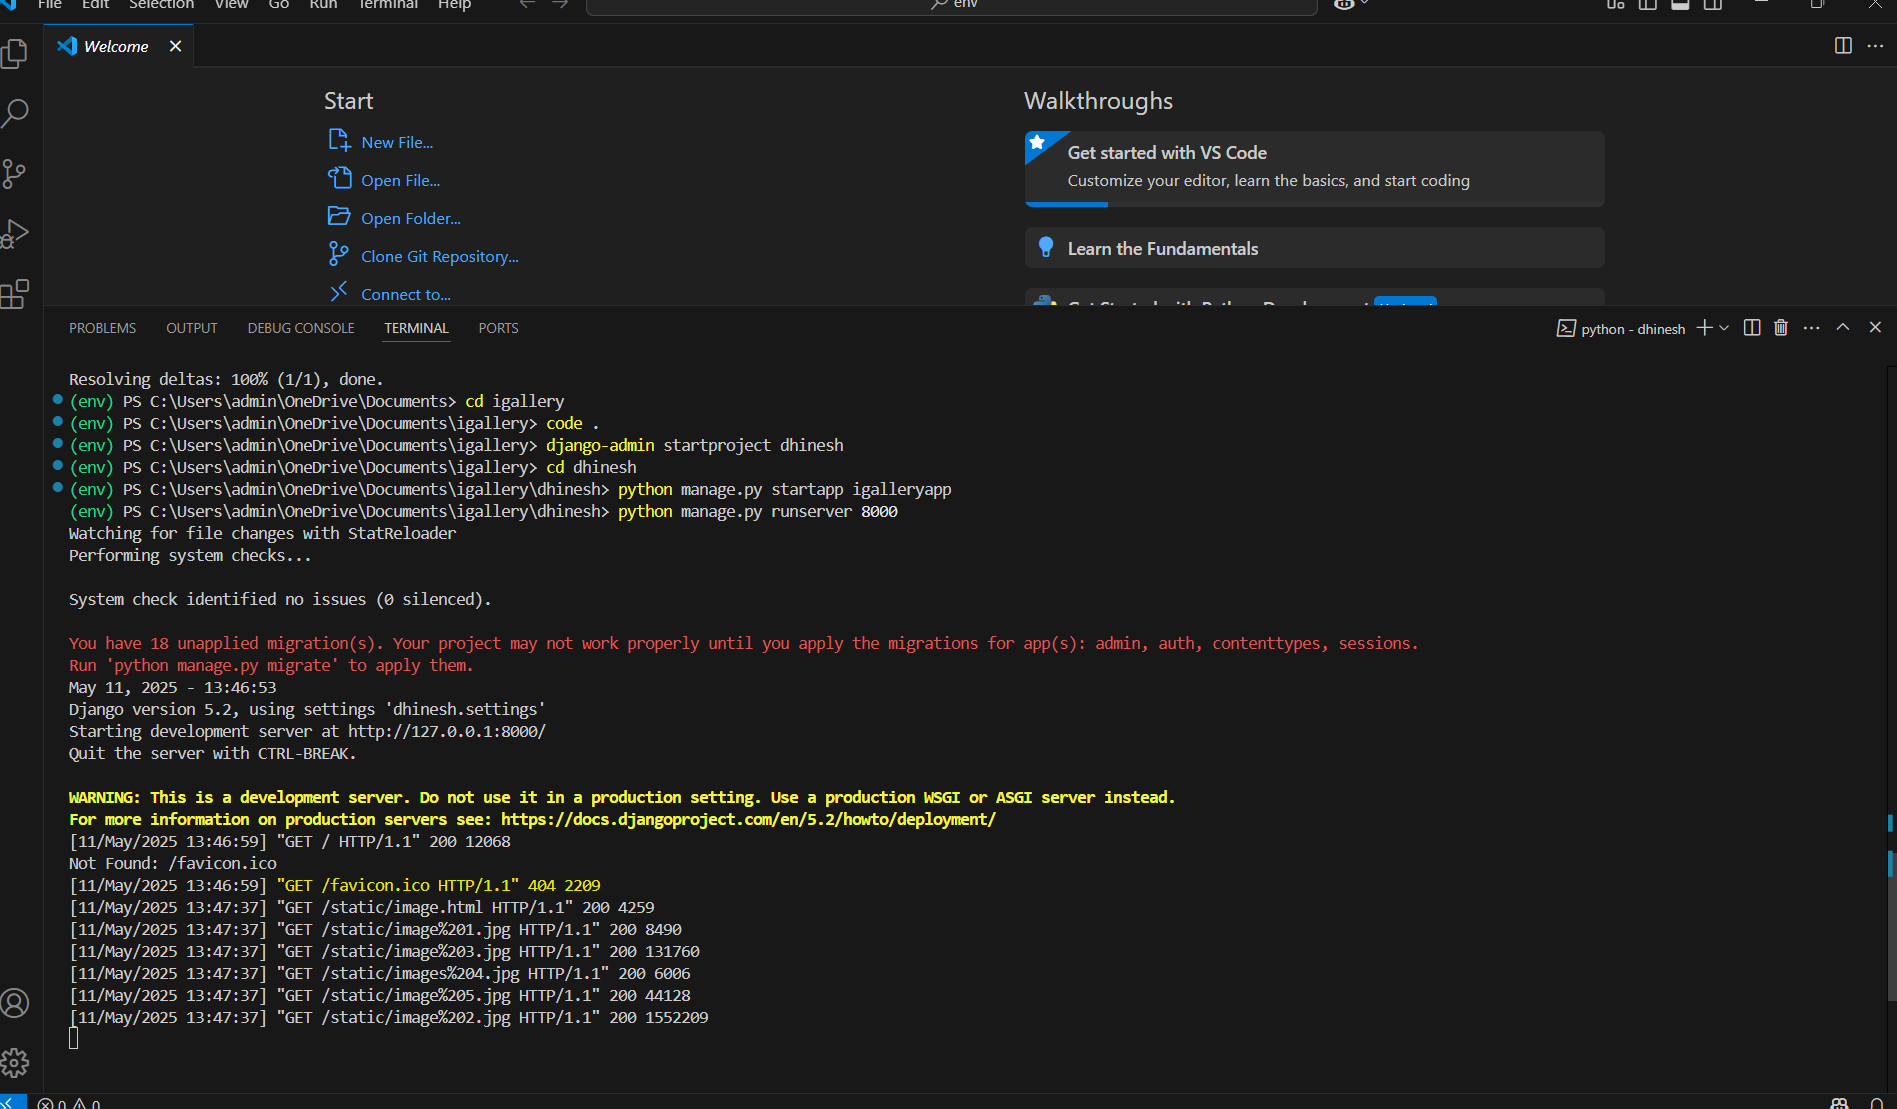 File Edit Selection View Go Run Terminal Help
env
Welcome
Start
New File...
Open File...
Open Folder...
Clone Git Repository...
Connect to...
Walkthroughs
Get started with VS Code
Customize your editor, learn the basics, and start coding
Learn the Fundamentals
Get Started with Python Development
PROBLEMS OUTPUT DEBUG CONSOLE TERMINAL PORTS
python - dhinesh
Resolving deltas: 100% (1/1), done.
(env) PS C:\Users\admin\OneDrive\Documents> cd igallery
(env) PS C:\Users\admin\OneDrive\Documents\igallery> code .
(env) PS C:\Users\admin\OneDrive\Documents\igallery> django-admin startproject dhinesh
(env) PS C:\Users\admin\OneDrive\Documents\igallery> cd dhinesh
(env) PS C:\Users\admin\OneDrive\Documents\igallery\dhinesh> python manage.py startapp igalleryapp
(env) PS C:\Users\admin\OneDrive\Documents\igallery\dhinesh> python manage.py runserver 8000
Watching for file changes with StatReloader
Performing system checks...
System check identified no issues (0 silenced).
You have 18 unapplied migration(s). Your project may not work properly until you apply the migrations for app(s): admin, auth, contenttypes, sessions.
Run 'python manage.py migrate' to apply them.
May 11, 2025 - 13:46:53
Django version 5.2, using settings 'dhinesh.settings'
Starting development server at http://127.0.0.1:8000/
Quit the server with CTRL-BREAK.
WARNING: This is a development server. Do not use it in a production setting. Use a production WSGI or ASGI server instead.
For more information on production servers see: https://docs.djangoproject.com/en/5.2/howto/deployment/
[11/May/2025 13:46:59] "GET / HTTP/1.1" 200 12068
Not Found: /favicon.ico
[11/May/2025 13:46:59] "GET /favicon.ico HTTP/1.1" 404 2209
[11/May/2025 13:47:37] "GET /static/image.html HTTP/1.1" 200 4259
[11/May/2025 13:47:37] "GET /static/image%201.jpg HTTP/1.1" 200 8490
[11/May/2025 13:47:37] "GET /static/image%203.jpg HTTP/1.1" 200 131760
[11/May/2025 13:47:37] "GET /static/images%204.jpg HTTP/1.1" 200 6006
[11/May/2025 13:47:37] "GET /static/image%205.jpg HTTP/1.1" 200 44128
[11/May/2025 13:47:37] "GET /static/image%202.jpg HTTP/1.1" 200 1552209
0 0